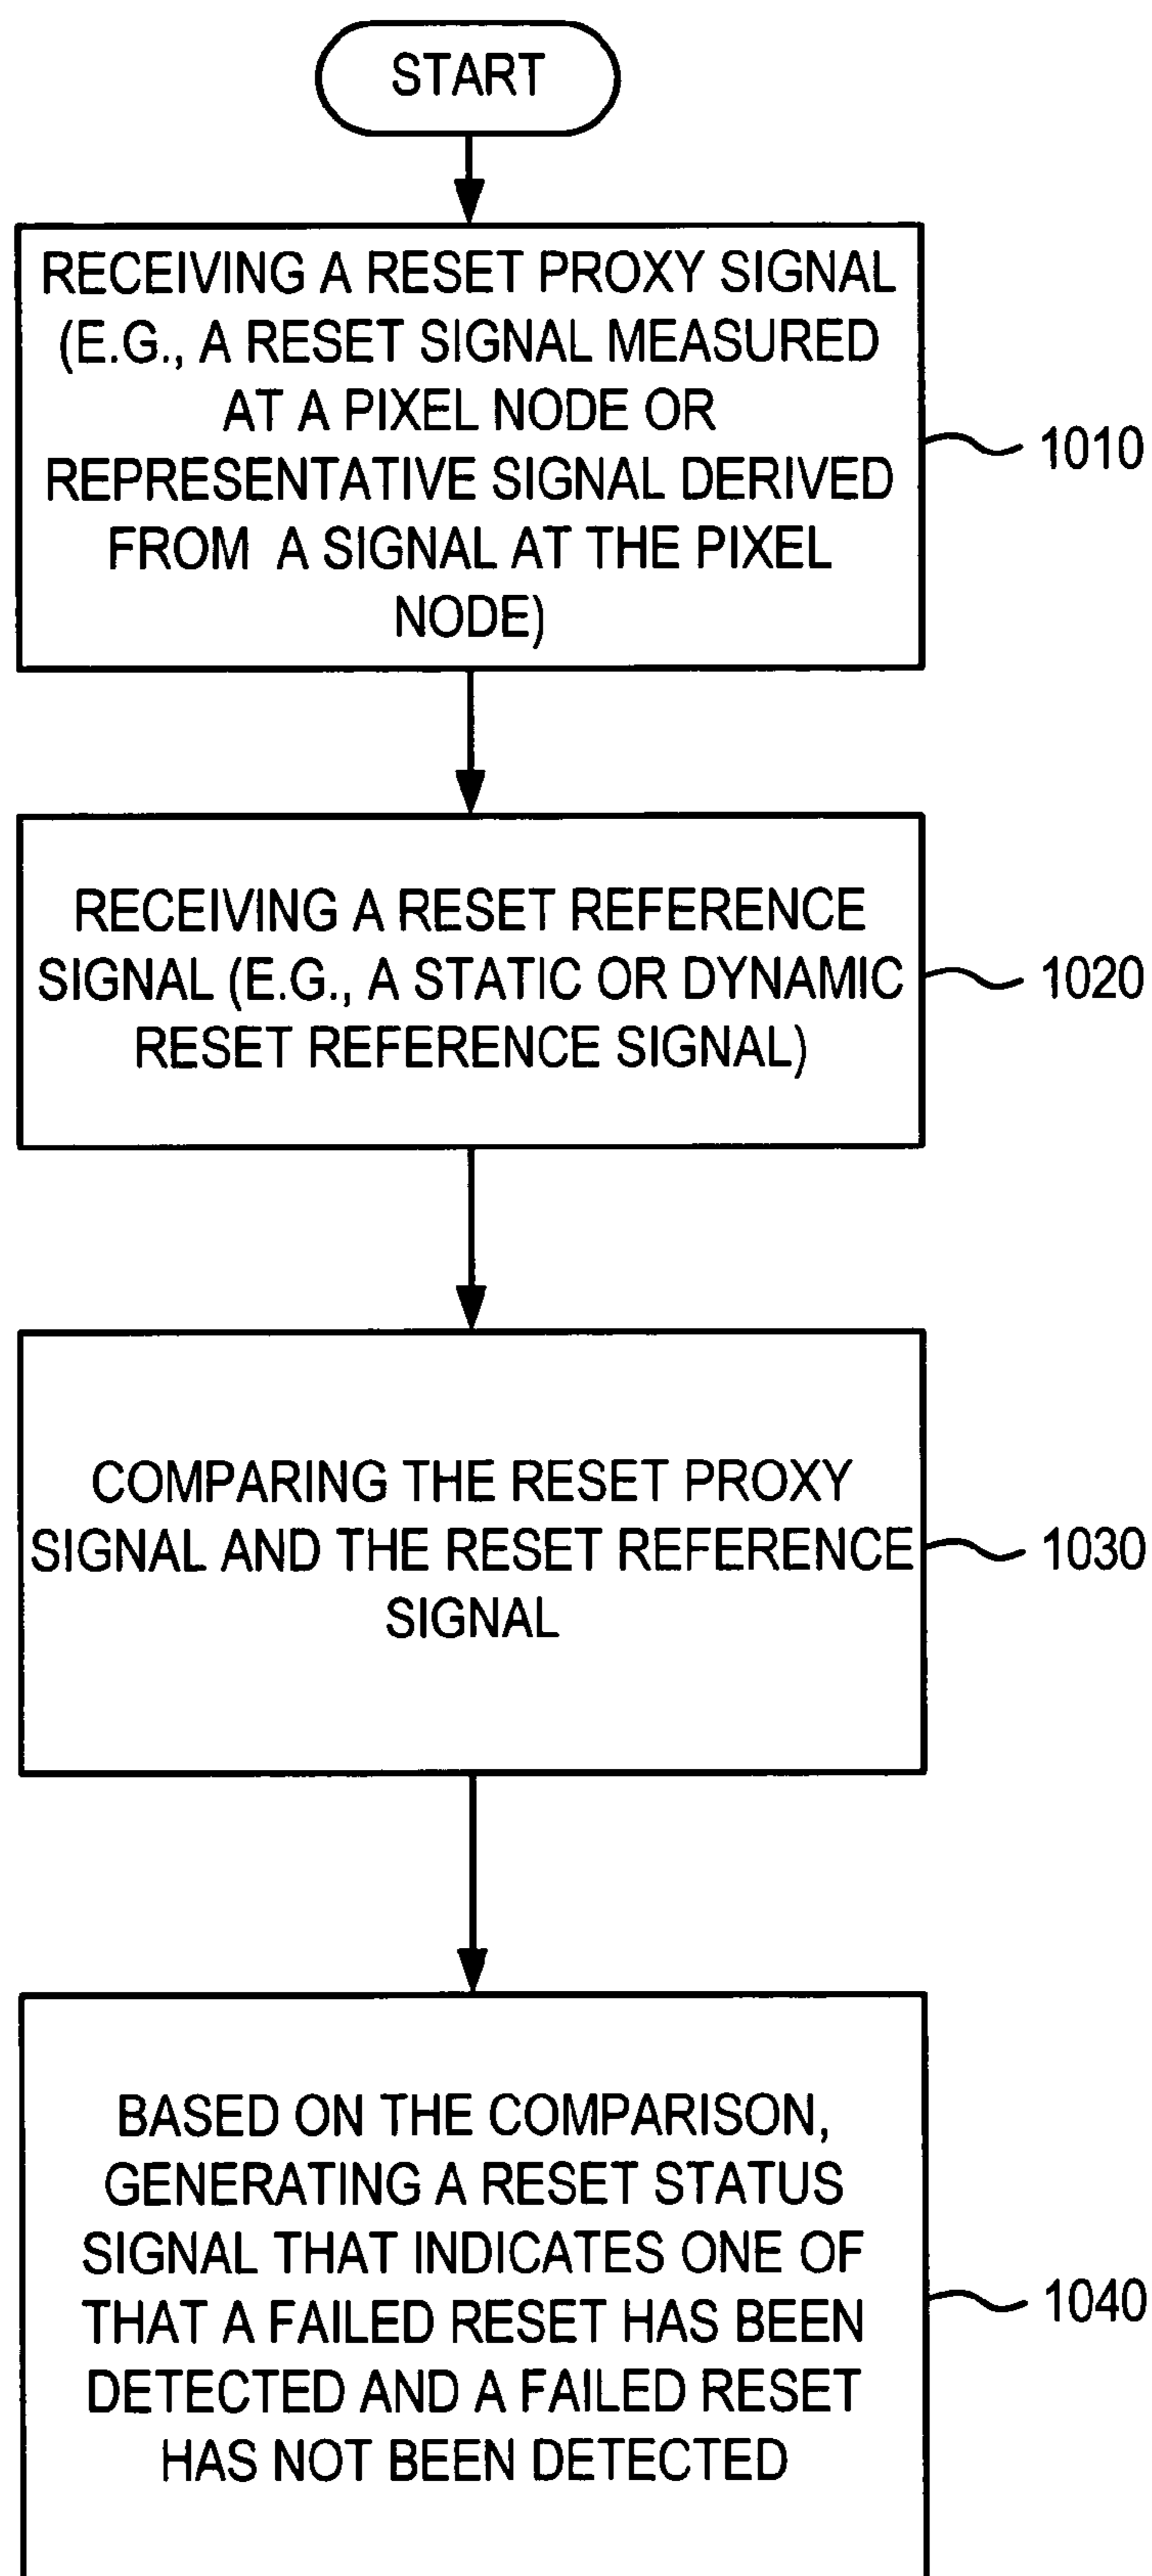 START
RECEIVING A RESET PROXY SIGNAL
(E.G., A RESET SIGNAL MEASURED
AT A PIXEL NODE OR
REPRESENTATIVE SIGNAL DERIVED
FROM A SIGNAL AT THE PIXEL
NODE)
1010
RECEIVING A RESET REFERENCE
SIGNAL (E.G., A STATIC OR DYNAMIC
RESET REFERENCE SIGNAL)
1020
COMPARING THE RESET PROXY
SIGNAL AND THE RESET REFERENCE
SIGNAL
1030
BASED ON THE COMPARISON,
GENERATING A RESET STATUS
SIGNAL THAT INDICATES ONE OF
THAT A FAILED RESET HAS BEEN
DETECTED AND A FAILED RESET
HAS NOT BEEN DETECTED
1040